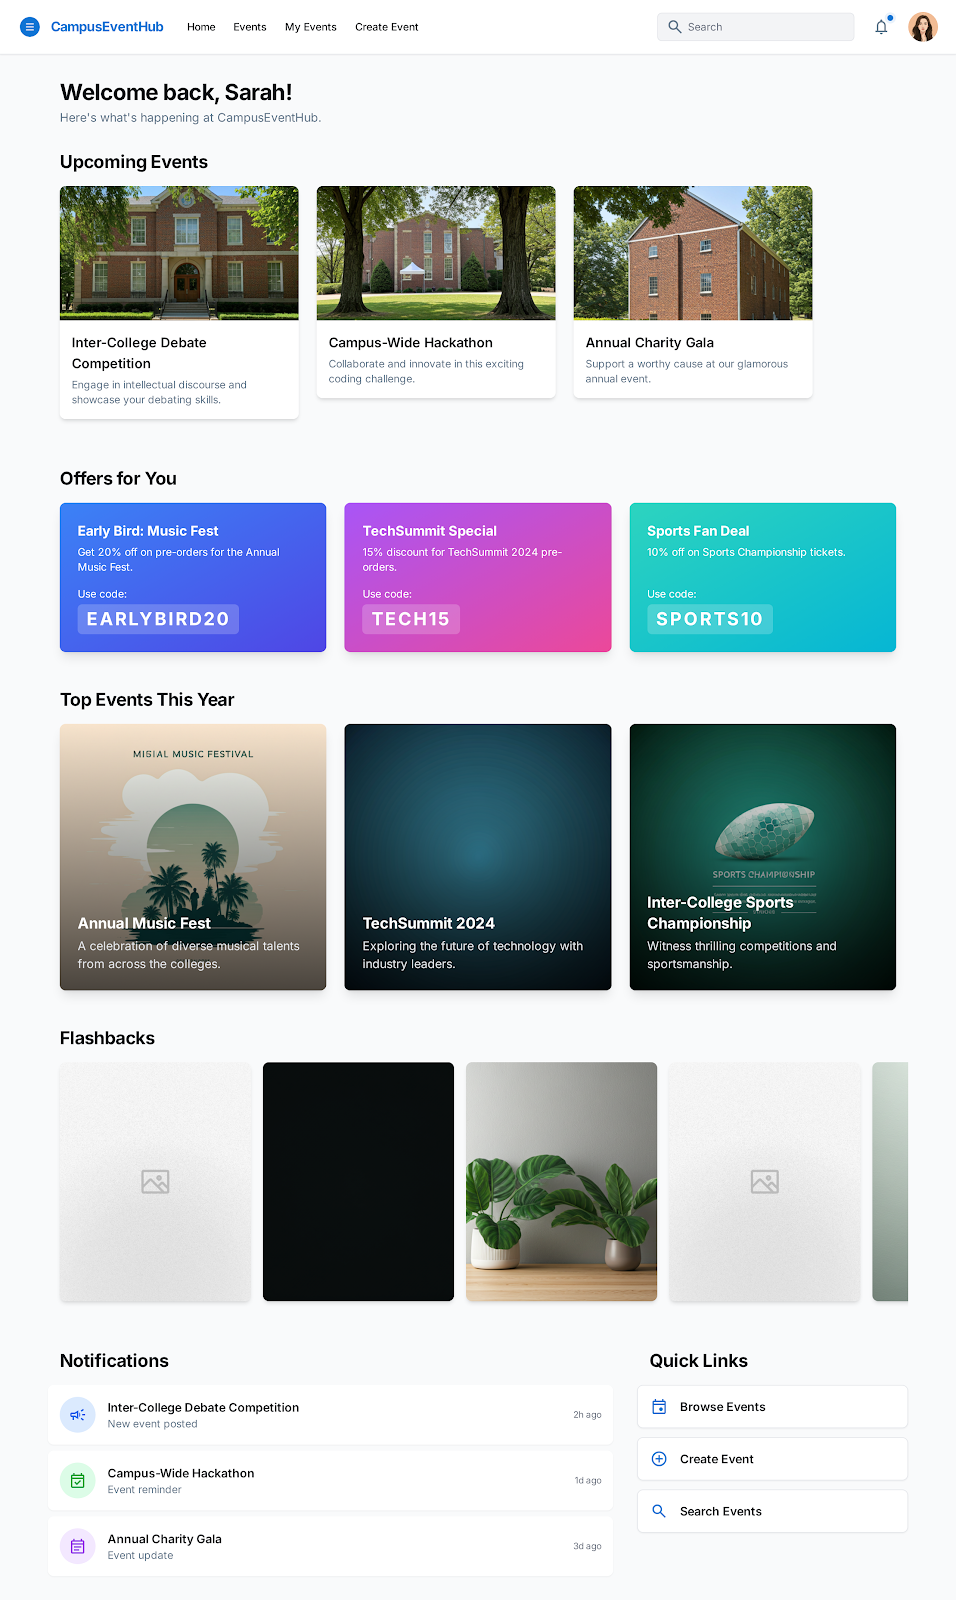 CampusEventHub
Home
Events
My Events
Create Event
Search
Welcome back, Sarah!
Here's what's happening at CampusEventHub.
Upcoming Events
Inter-College Debate
Competition
Engage in intellectual discourse and
showcase your debating skills.
Campus-Wide Hackathon
Collaborate and innovate in this exciting
coding challenge.
Annual Charity Gala
Support a worthy cause at our glamorous
annual event.
Offers for You
Early Bird: Music Fest
Get 20% off on pre-orders for the Annual
Music Fest.
Use code:
EARLYBIRD20
TechSummit Special
15% discount for TechSummit 2024 pre-
orders.
Use code:
TECH15
Sports Fan Deal
10% off on Sports Championship tickets.
Use code:
SPORTS10
Top Events This Year
MISIAL MUSIC FESTIVAL
Annual Music Fest
A celebration of diverse musical talents
from across the colleges.
TechSummit 2024
Exploring the future of technology with
industry leaders.
SPORTS CHAMPIONSHIP
Inter-College Sports
Championship
Witness thrilling competitions and
sportsmanship.
Flashbacks
Notifications
Inter-College Debate Competition
New event posted
2h ago
Campus-Wide Hackathon
Event reminder
1d ago
Annual Charity Gala
Event update
3d ago
Quick Links
Browse Events
Create Event
Search Events